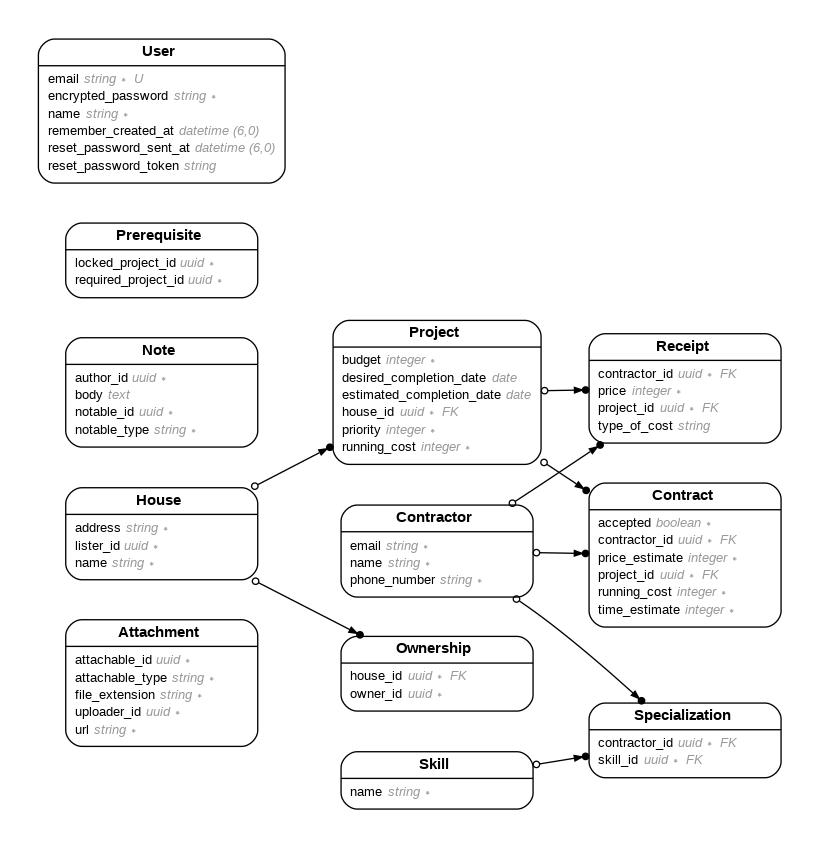 User
email string ∗ U
encrypted_password string ∗
name string ∗
remember_created_at datetime (6,0)
reset_password_sent_at datetime (6,0)
reset_password_token string
Prerequisite
locked_project_id uuid ∗
required_project_id uuid ∗
Note
author_id uuid ∗
body text
notable_id uuid ∗
notable_type string ∗
House
address string ∗
lister_id uuid ∗
name string ∗
Attachment
attachable_id uuid ∗
attachable_type string ∗
file_extension string ∗
uploader_id uuid ∗
url string ∗
Project
budget integer ∗
desired_completion_date date
estimated_completion_date date
house_id uuid ∗ FK
priority integer ∗
running_cost integer ∗
Contractor
email string ∗
name string ∗
phone_number string ∗
Ownership
house_id uuid ∗ FK
owner_id uuid ∗
Skill
name string ∗
Receipt
contractor_id uuid ∗ FK
price integer ∗
project_id uuid ∗ FK
type_of_cost string
Contract
accepted boolean ∗
contractor_id uuid ∗ FK
price_estimate integer ∗
project_id uuid ∗ FK
running_cost integer ∗
time_estimate integer ∗
Specialization
contractor_id uuid ∗ FK
skill_id uuid ∗ FK